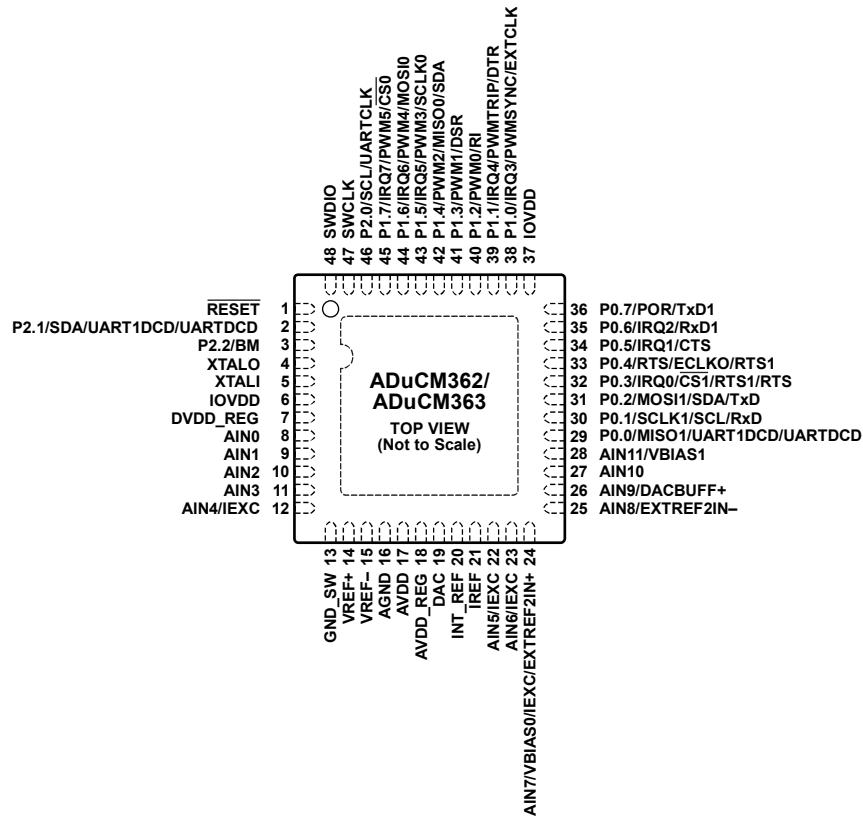 48 SWDIO
47 SWCLK
46 P2.0/SCL/UARTCLK
45 P1.7/IRQ7/PWM5/CS0
44 P1.6/IRQ6/PWM4/MOSI0
43 P1.5/IRQ5/PWM3/SCLK0
42 P1.4/PWM2/MISO0/SDA
41 P1.3/PWM1/DSR
40 P1.2/PWM0/RI
39 P1.1/IRQ4/PWMTRIP/DTR
38 P1.0/IRQ3/PWMSYNC/EXTCLK
37 IOVDD
RESET 1
P2.1/SDA/UART1DCD/UARTDCD 2
P2.2/BM 3
XTALO 4
XTALI 5
IOVDD 6
DVDD_REG 7
AIN0 8
AIN1 9
AIN2 10
AIN3 11
AIN4/IEXC 12
ADuCM362/
ADuCM363
TOP VIEW
(Not to Scale)
36 P0.7/POR/TxD1
35 P0.6/IRQ2/RxD1
34 P0.5/IRQ1/CTS
33 P0.4/RTS/ECLKO/RTS1
32 P0.3/IRQ0/CS1/RTS1/RTS
31 P0.2/MOSI1/SDA/TxD
30 P0.1/SCLK1/SCL/RxD
29 P0.0/MISO1/UART1DCD/UARTDCD
28 AIN11/VBIAS1
27 AIN10
26 AIN9/DACBUFF+
25 AIN8/EXTREF2IN–
GND_SW 13
VREF+ 14
VREF– 15
AGND 16
AVDD 17
AVDD_REG 18
DAC 19
INT_REF 20
IREF 21
AIN5/IEXC 22
AIN6/IEXC 23
AIN7/VBIAS0/IEXC/EXTREF2IN+ 24